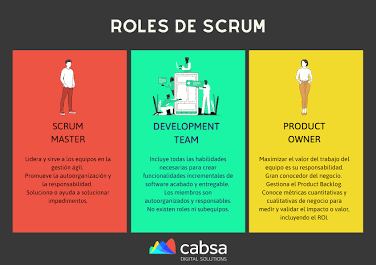 ROLES DE SCRUM
SCRUM
MASTER
Lidera y sirve a los equipos en la
gestión ágil.
Promueve la autoorganización y
la responsabilidad.
Soluciona o ayuda a solucionar
impedimentos.
DEVELOPMENT
TEAM
Incluye todas las habilidades
necesarias para crear
funcionalidades incrementales de
software acabado y entregable.
Los miembros son
autoorganizados y responsables.
No existen roles ni subequipos.
PRODUCT
OWNER
Maximizar el valor del trabajo del
equipo es su responsabilidad.
Gran conocedor del negocio.
Gestiona el Product Backlog.
Conoce métricas cuantitativas y
cualitativas de negocio para
medir y validar el impacto o valor,
incluyendo el ROI.
cabsa
DIGITAL SOLUTIONS